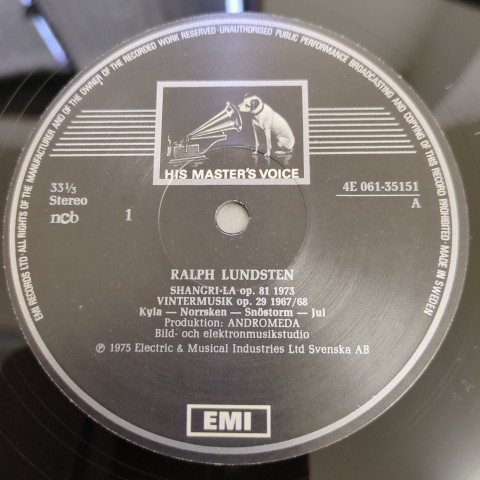 EMI RECORDS LTD·ALL RIGHTS OF THE MANUFACTURER AND OF THE OWNER OF THE RECORDED WORK RESERVED·UNAUTHORISED PUBLIC PERFORMANCE BROADCASTING AND COPYING OF THIS RECORD PROHIBITED·MADE IN SWEDEN
HIS MASTER'S VOICE
33⅓
Stereo
ncb
1
4E 061-35151
A
RALPH LUNDSTEN
SHANGRI-LA op. 81 1973
VINTERMUSIK op. 29 1967/68
Kyla — Norrsken — Snöstorm — Jul
Produktion: ANDROMEDA
Bild- och elektronmusikstudio
℗ 1975 Electric & Musical Industries Ltd Svenska AB
EMI